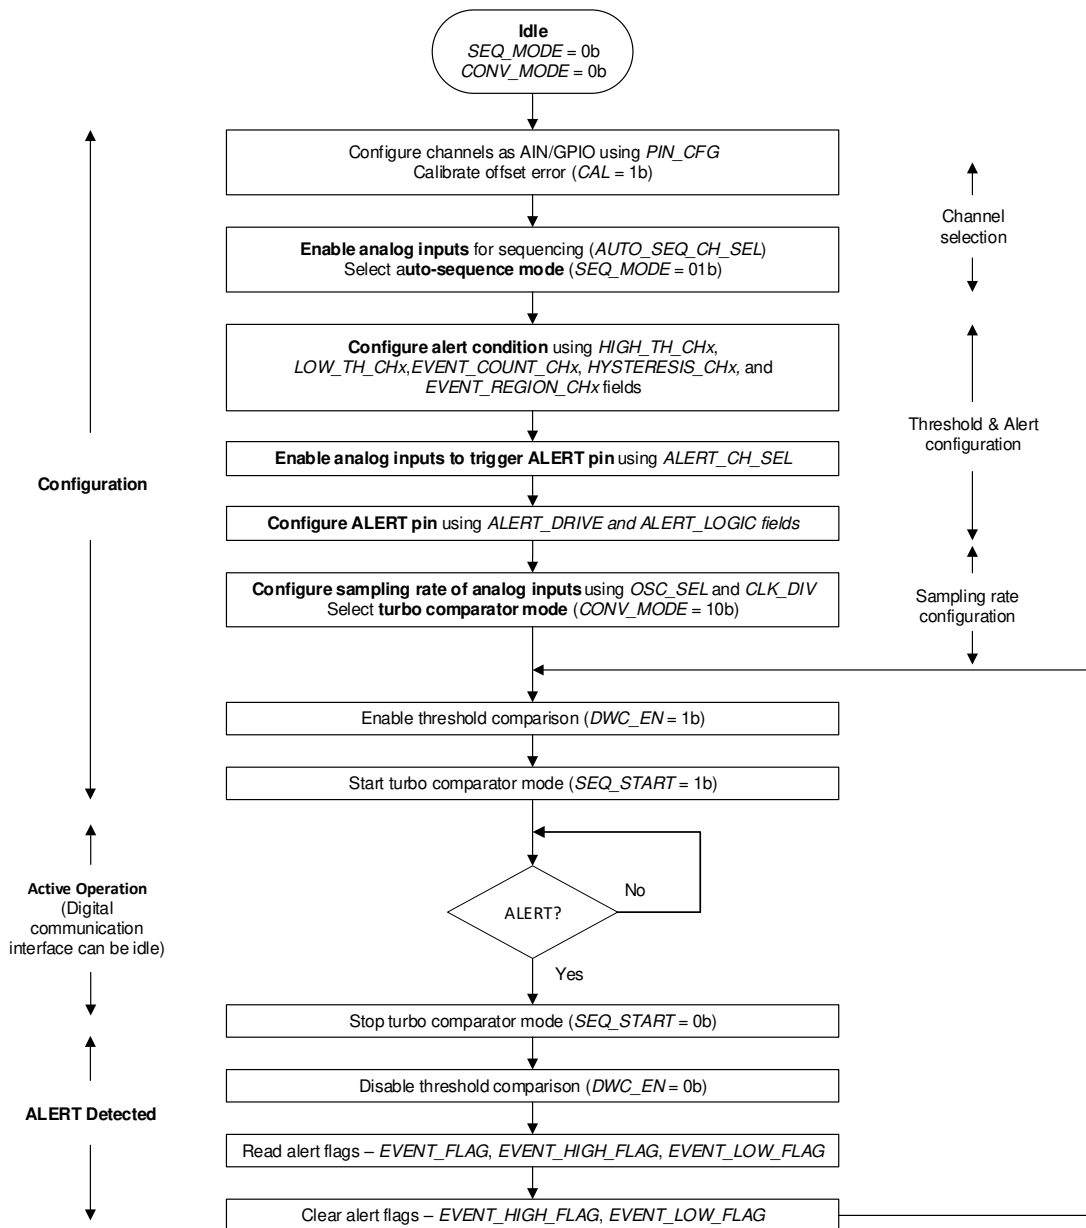 Idle
SEQ_MODE = 0b
CONV_MODE = 0b
Configure channels as AIN/GPIO using PIN_CFG
Calibrate offset error (CAL = 1b)
Channel
selection
Enable analog inputs for sequencing (AUTO_SEQ_CH_SEL)
Select auto-sequence mode (SEQ_MODE = 01b)
Configure alert condition using HIGH_TH_CHx,
LOW_TH_CHx,EVENT_COUNT_CHx, HYSTERESIS_CHx, and
EVENT_REGION_CHx fields
Threshold & Alert
configuration
Enable analog inputs to trigger ALERT pin using ALERT_CH_SEL
Configuration
Configure ALERT pin using ALERT_DRIVE and ALERT_LOGIC fields
Configure sampling rate of analog inputs using OSC_SEL and CLK_DIV
Select turbo comparator mode (CONV_MODE = 10b)
Sampling rate
configuration
Enable threshold comparison (DWC_EN = 1b)
Start turbo comparator mode (SEQ_START = 1b)
Active Operation
(Digital
communication
interface can be idle)
No
ALERT?
Yes
Stop turbo comparator mode (SEQ_START = 0b)
Disable threshold comparison (DWC_EN = 0b)
ALERT Detected
Read alert flags – EVENT_FLAG, EVENT_HIGH_FLAG, EVENT_LOW_FLAG
Clear alert flags – EVENT_HIGH_FLAG, EVENT_LOW_FLAG